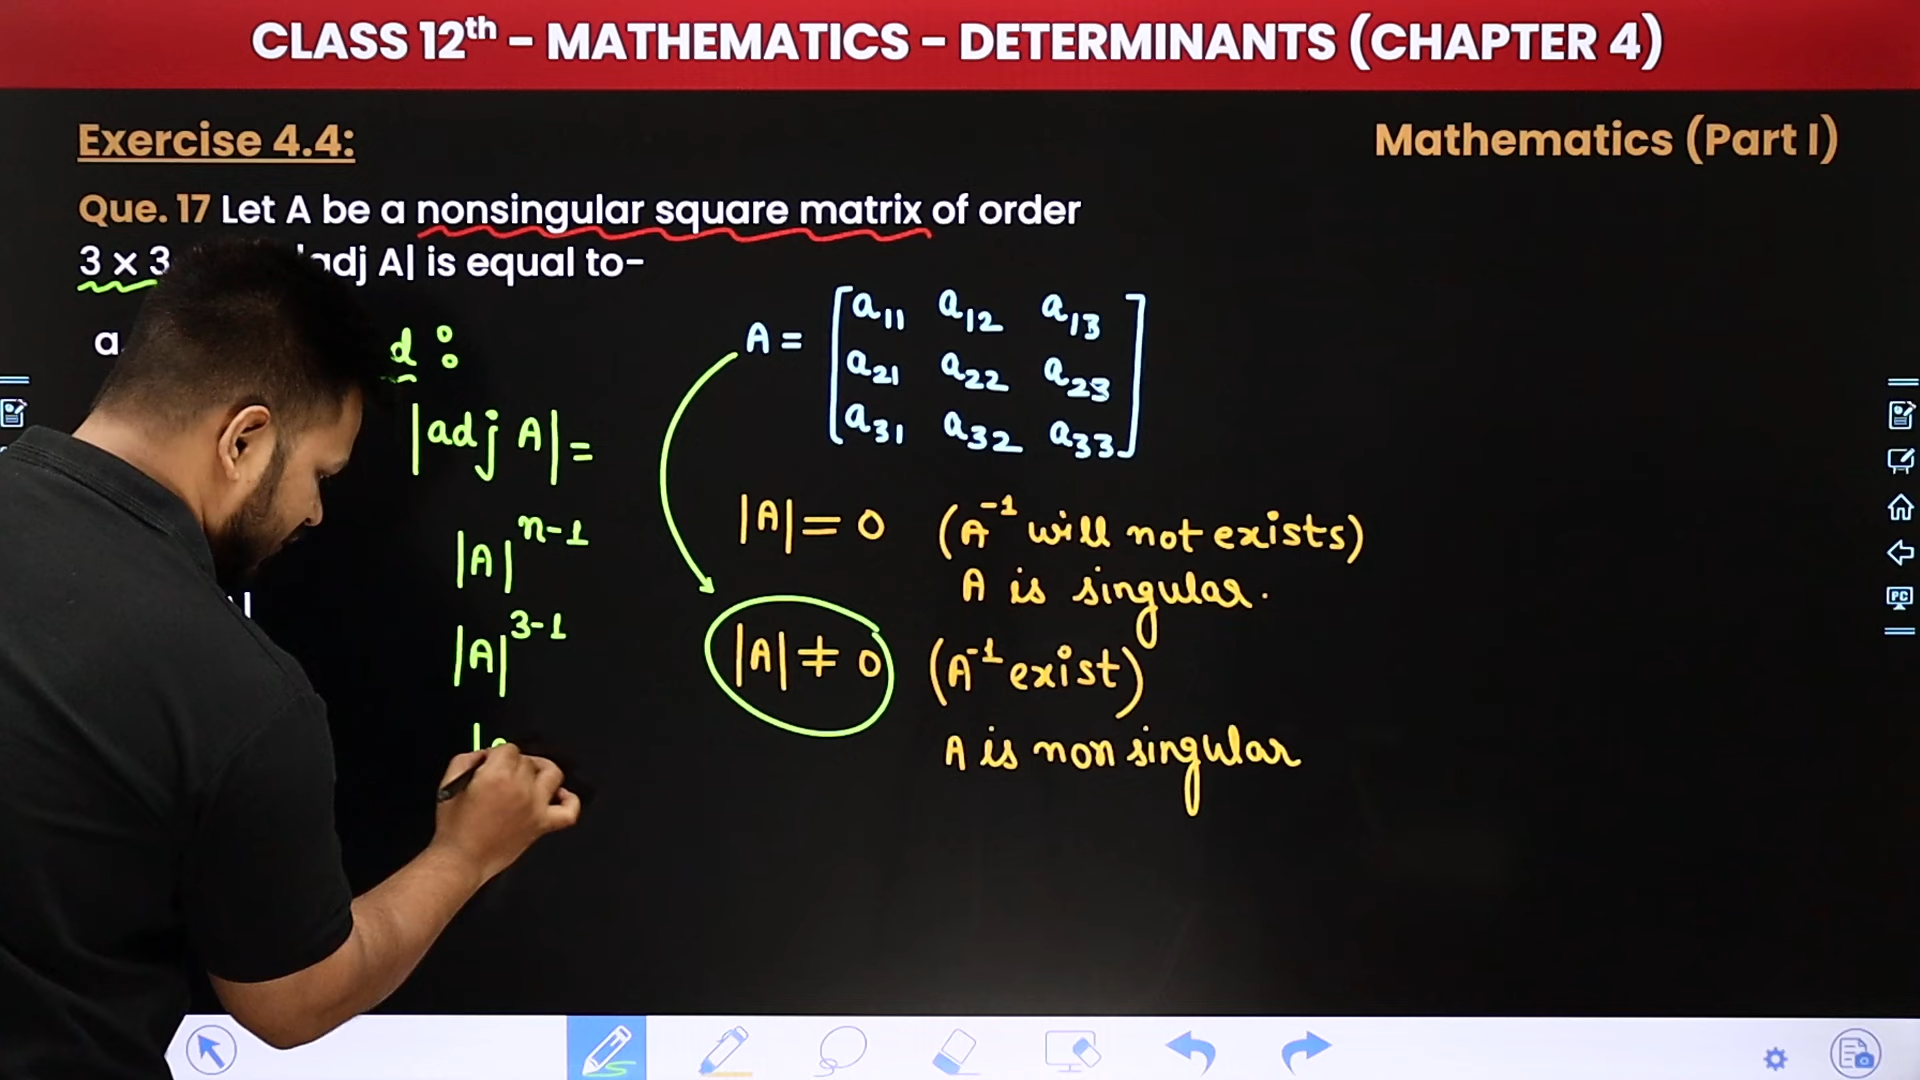 CLASS 12th - MATHEMATICS - DETERMINANTS (CHAPTER 4)
Exercise 4.4:
Mathematics (Part I)
Que. 17 Let A be a nonsingular square matrix of order
3 × 3 adj A| is equal to-
a
d :
|adj A| =
|A|^{n-1}
|A|^{3-1}
A = [a11 a12 a13
a21 a22 a23
a31 a32 a33]
|A| = 0 (A^{-1} will not exists)
A is singular.
|A| ≠ 0 (A^{-1} exist)
A is non singular
PC